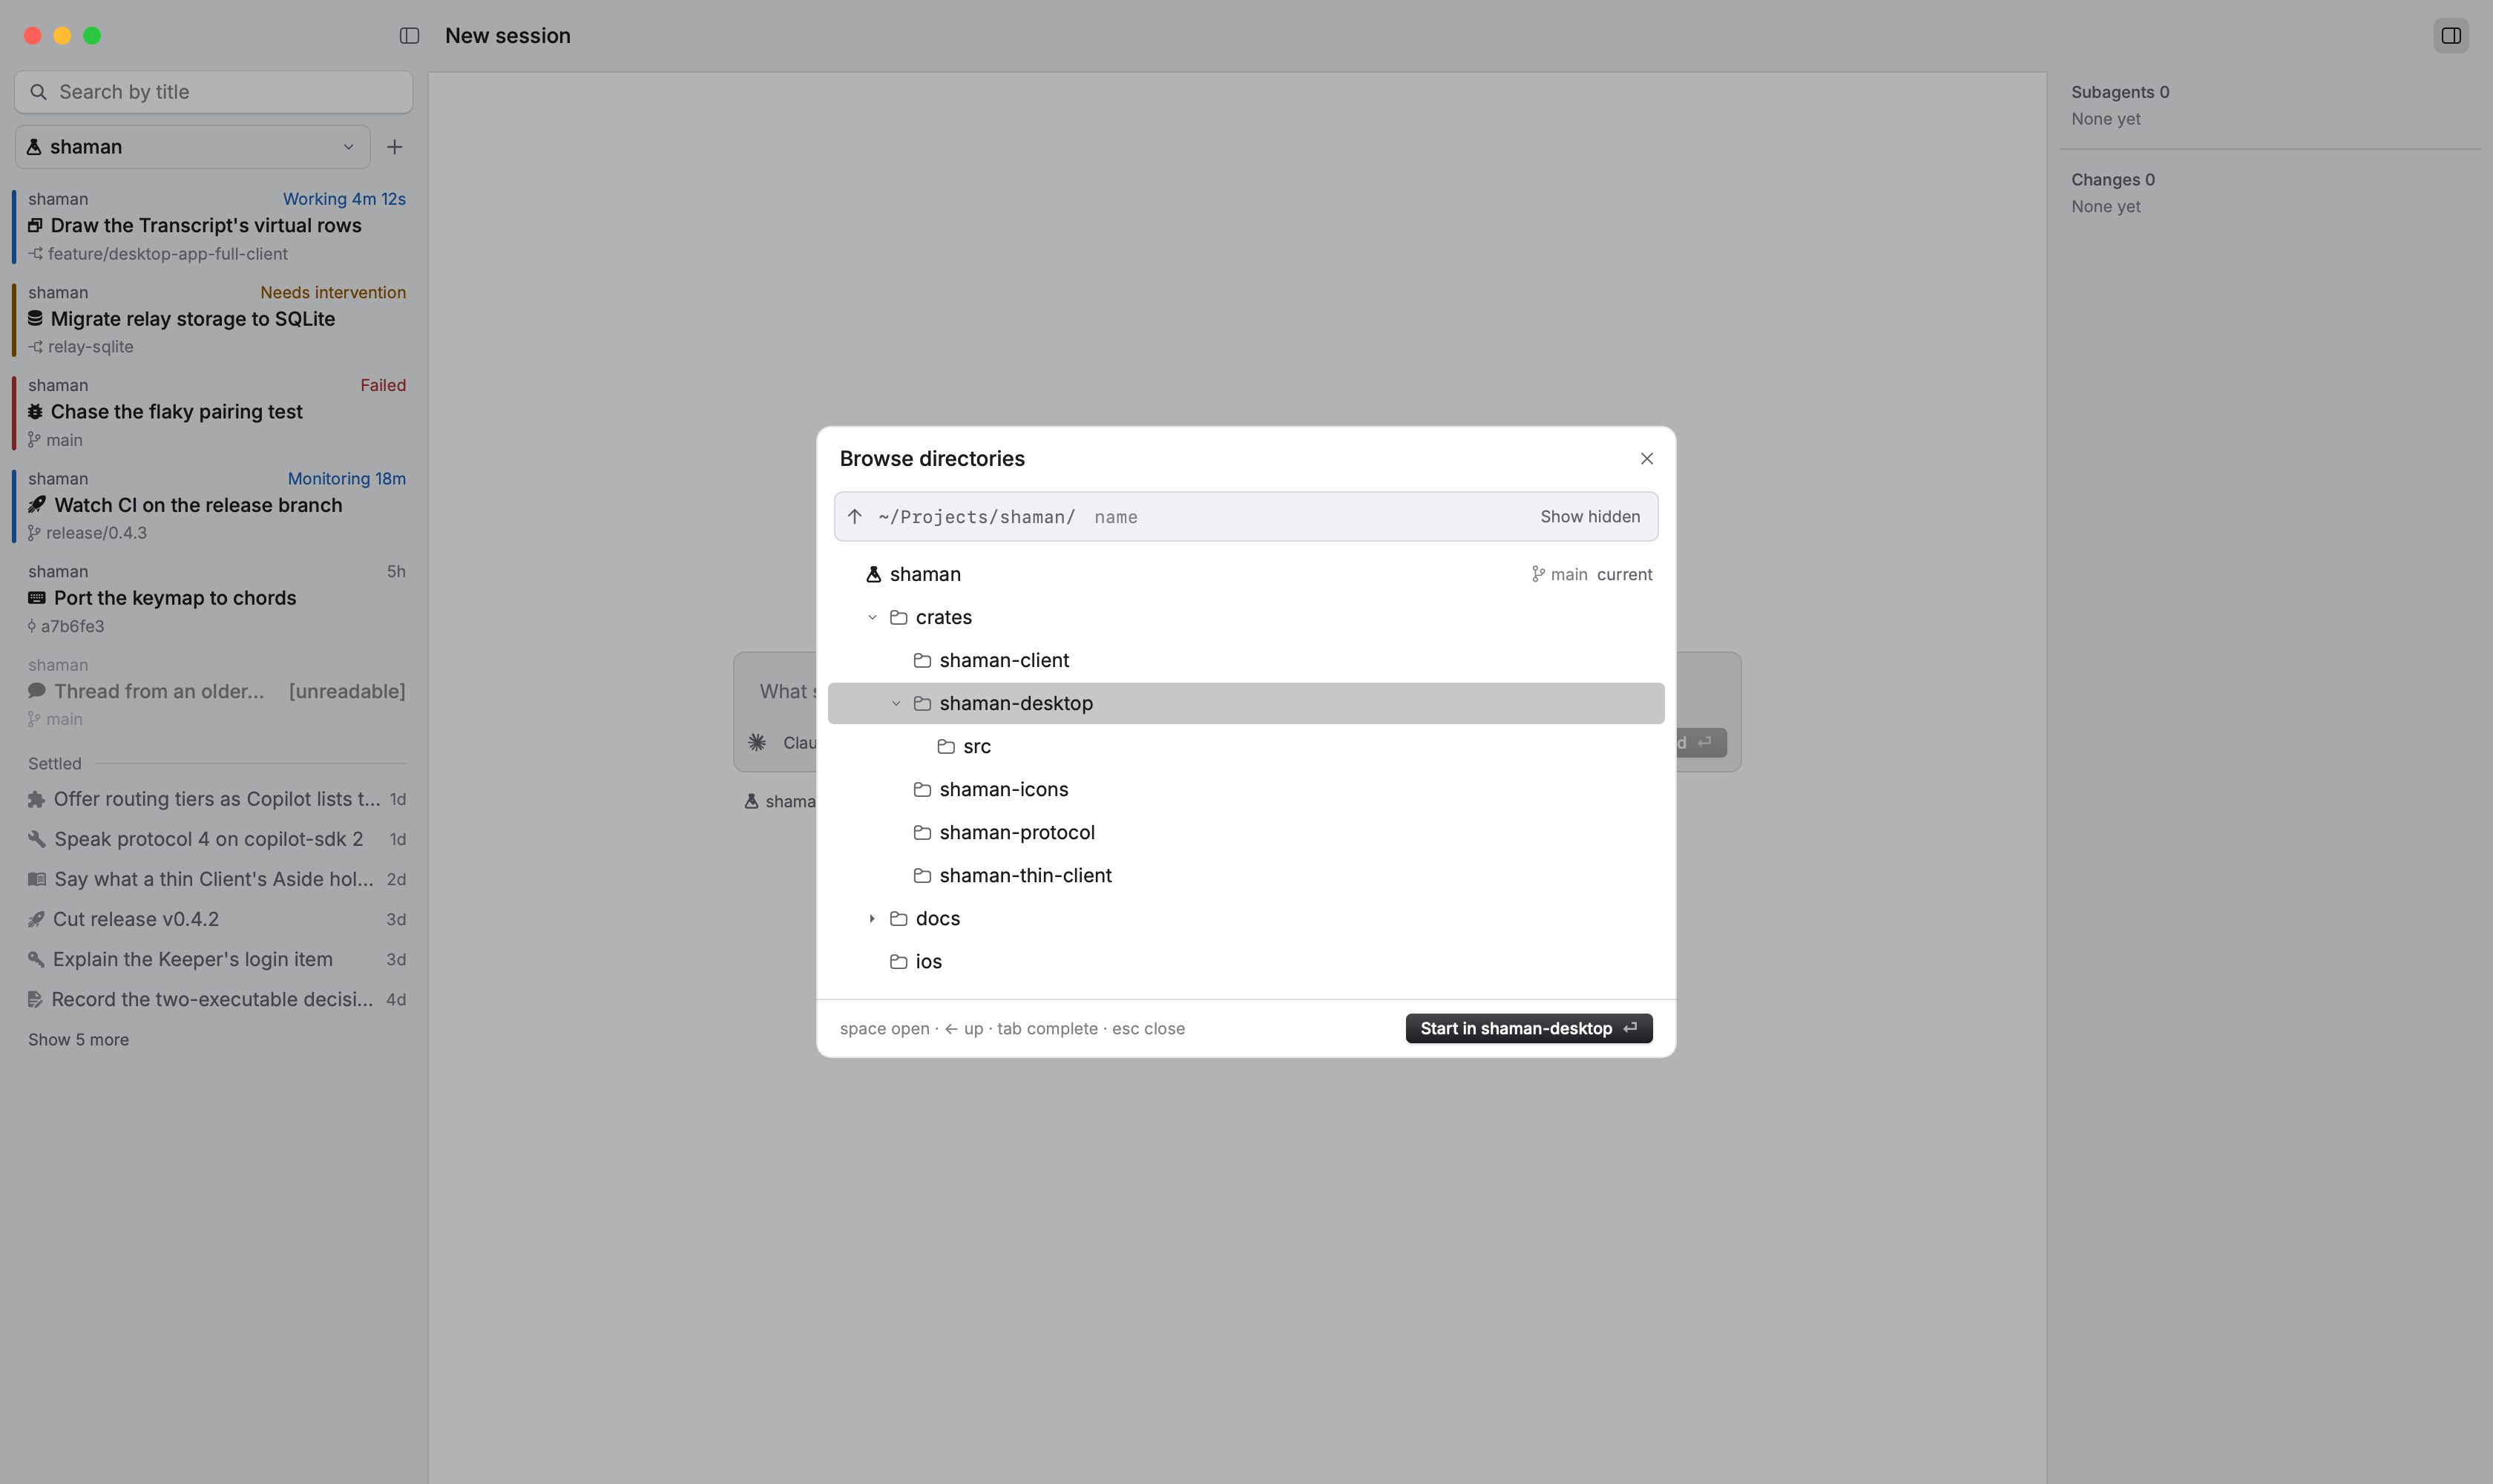 New session
Search by title
shaman
shaman Working 4m 12s
Draw the Transcript's virtual rows
feature/desktop-app-full-client
shaman Needs intervention
Migrate relay storage to SQLite
relay-sqlite
shaman Failed
Chase the flaky pairing test
main
shaman Monitoring 18m
Watch CI on the release branch
release/0.4.3
shaman 5h
Port the keymap to chords
a7b6fe3
shaman
Thread from an older... [unreadable]
main
Settled
Offer routing tiers as Copilot lists t... 1d
Speak protocol 4 on copilot-sdk 2 1d
Say what a thin Client's Aside hol... 2d
Cut release v0.4.2 3d
Explain the Keeper's login item 3d
Record the two-executable decisi... 4d
Show 5 more
What s
Clau
d
shama
Browse directories
~/Projects/shaman/ name Show hidden
shaman main current
crates
shaman-client
shaman-desktop
src
shaman-icons
shaman-protocol
shaman-thin-client
docs
ios
space open · ← up · tab complete · esc close
Start in shaman-desktop
Subagents 0
None yet
Changes 0
None yet